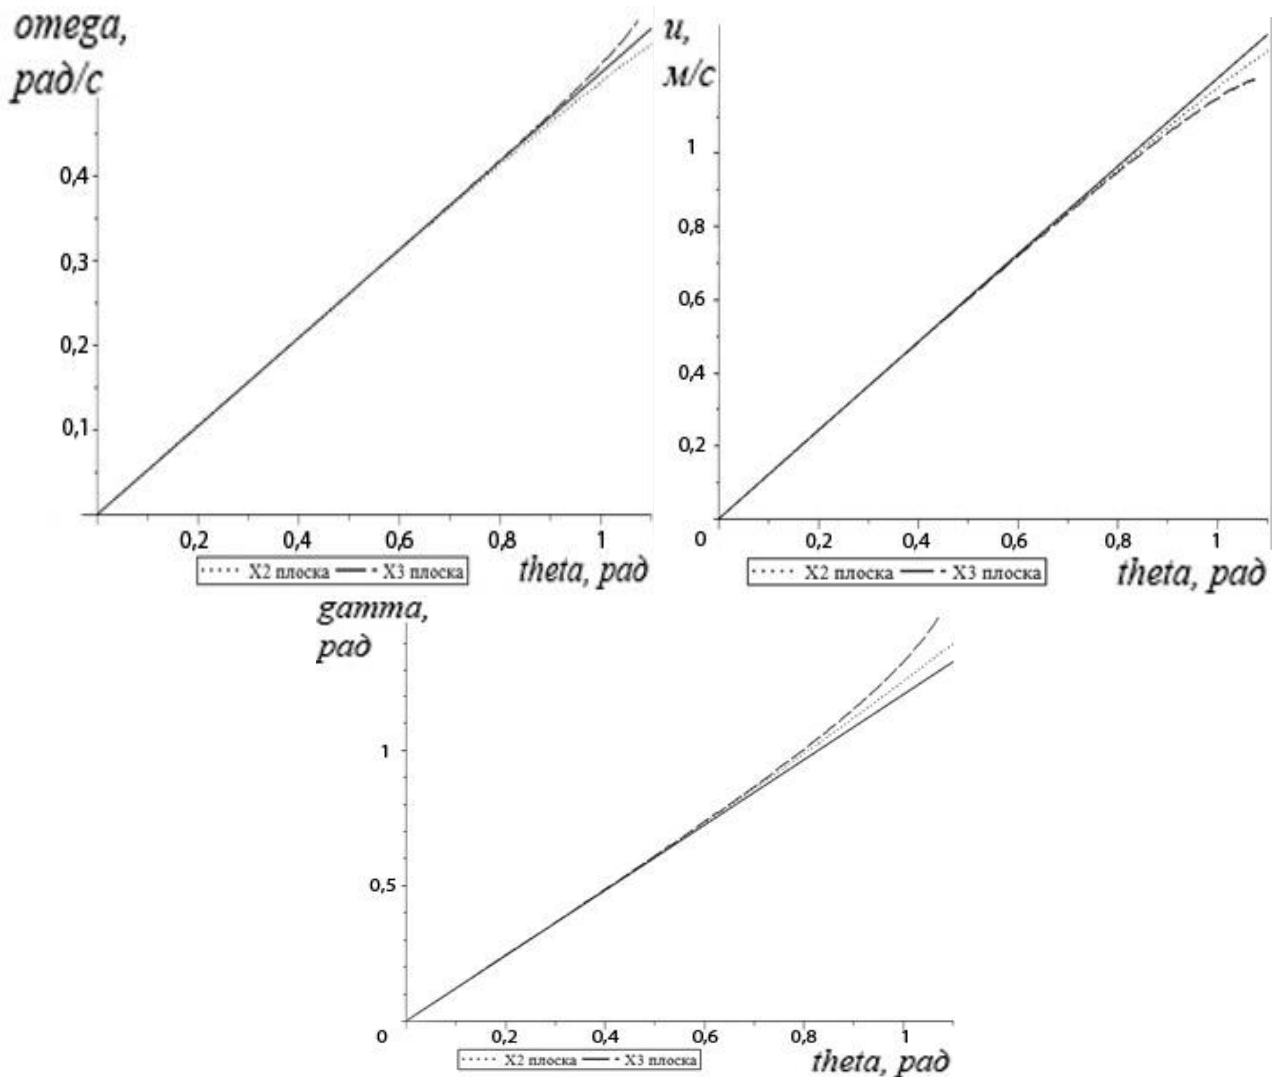 omega,
рад/с
0,4
0,3
0,2
0,1
0,2 0,4 0,6 0,8 1
X2 плоска X3 плоска
theta, рад
u,
м/с
1
0,8
0,6
0,4
0,2
0 0,2 0,4 0,6 0,8 1
X2 плоска X3 плоска
theta, рад
gamma,
рад
1
0,5
0 0,2 0,4 0,6 0,8 1
X2 плоска X3 плоска
theta, рад